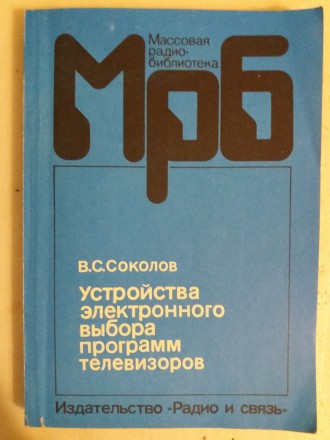 Массовая
радио-
библиотека
Мрб
В.С.Соколов
Устройства
электронного
выбора
программ
телевизоров
Издательство «Радио и связь»